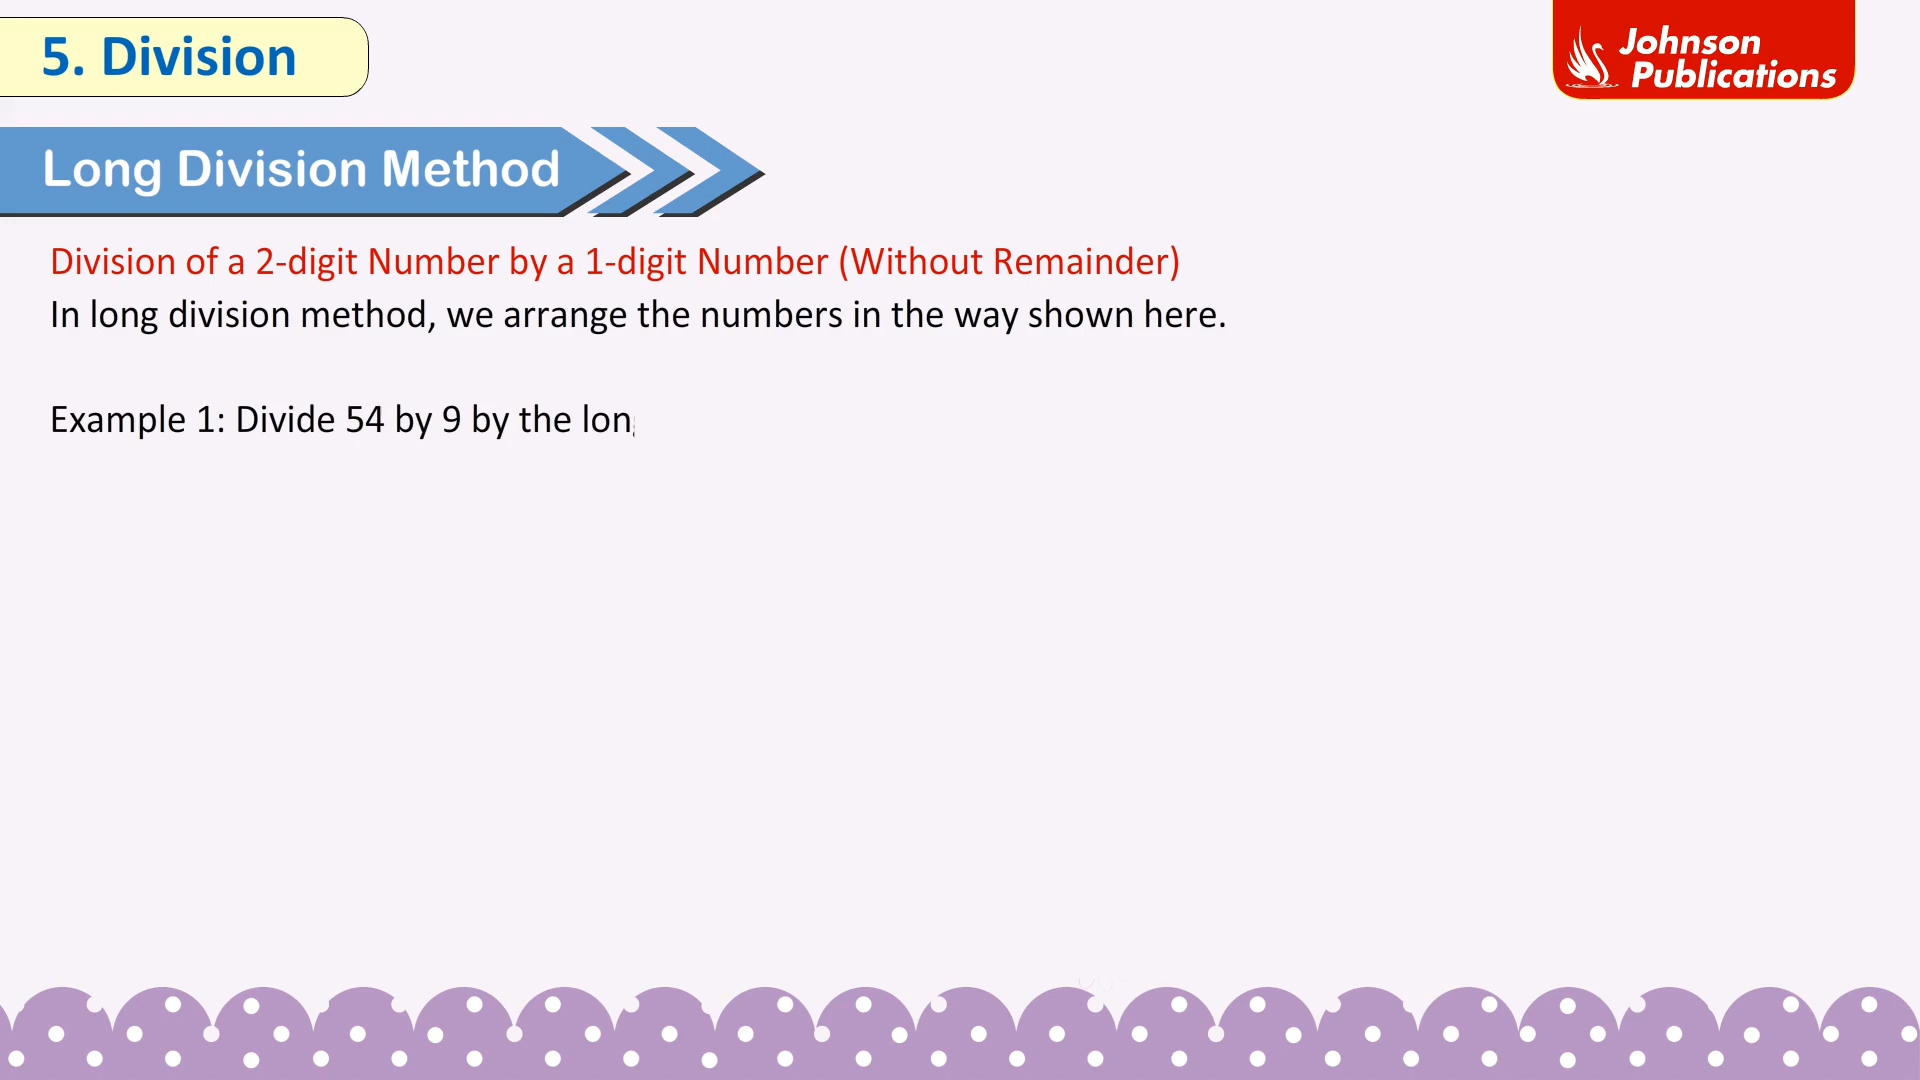 5. Division
Johnson
Publications
Long Division Method
Division of a 2-digit Number by a 1-digit Number (Without Remainder)
In long division method, we arrange the numbers in the way shown here.
Example 1: Divide 54 by 9 by the lon